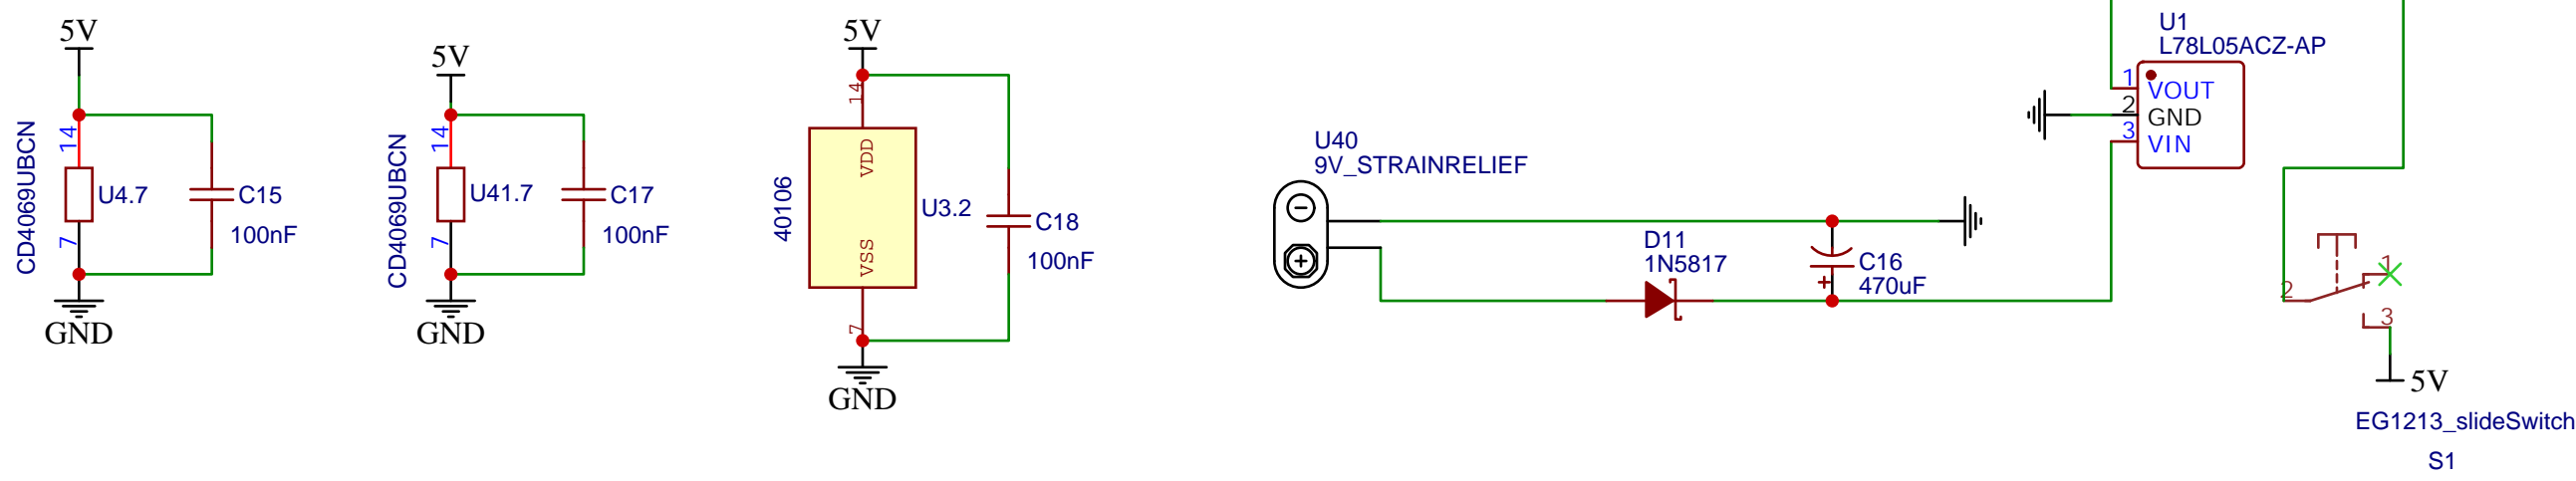 5V
14
CD4069UBCN
U4.7
7
GND
C15
100nF
5V
14
CD4069UBCN
U41.7
7
GND
C17
100nF
5V
14
VDD
40106
U3.2
VSS
7
GND
C18
100nF
U40
9V_STRAINRELIEF
-
+
D11
1N5817
C16
470uF
+
U1
L78L05ACZ-AP
1
VOUT
2
GND
3
VIN
1
2
3
5V
EG1213_slideSwitch
S1